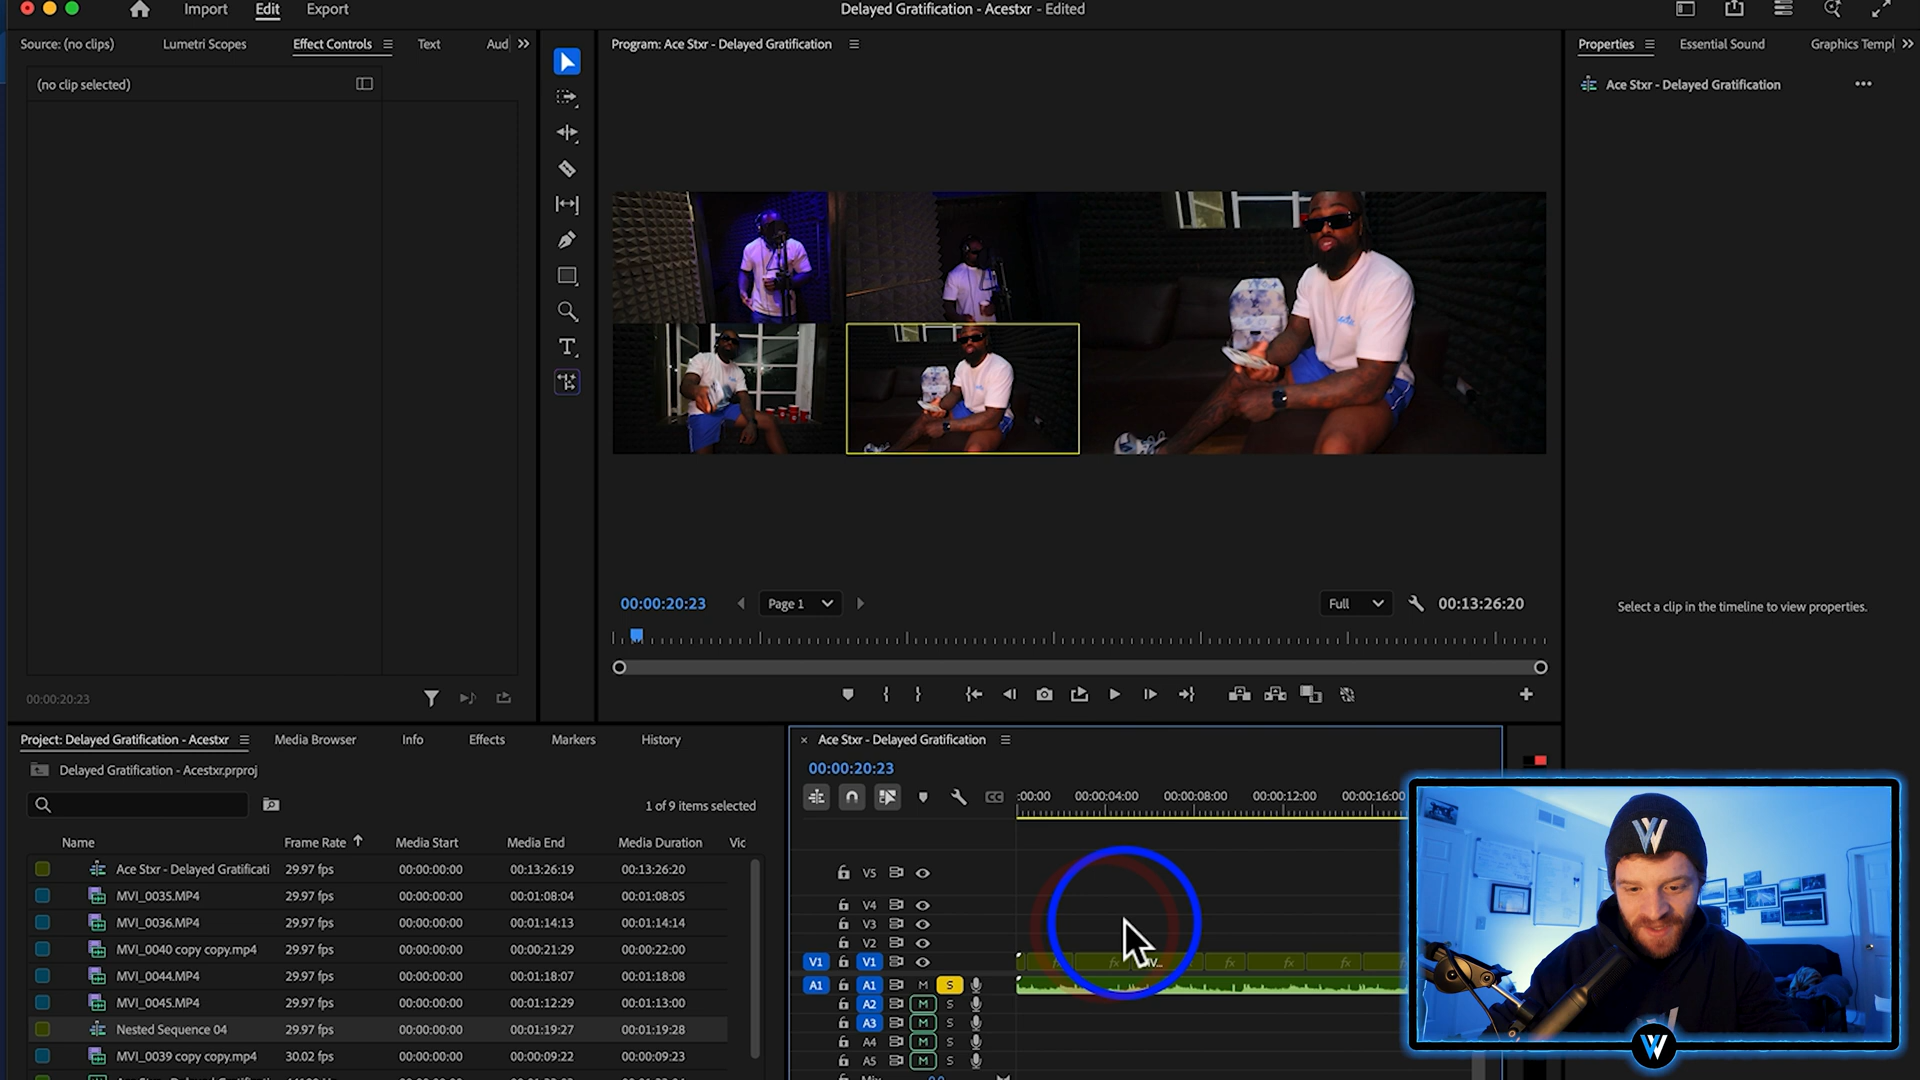 Import
Edit
Export
Delayed Gratification - Acestxr - Edited
Source: (no clips)
Lumetri Scopes
Effect Controls
Text
Aud
Program: Ace Stxr - Delayed Gratification
Properties
Essential Sound
Graphics Templ
(no clip selected)
Ace Stxr - Delayed Gratification
00:00:20:23
Page 1
Full
00:13:26:20
Select a clip in the timeline to view properties.
00:00:20:23
Project: Delayed Gratification - Acestxr
Media Browser
Info
Effects
Markers
History
Delayed Gratification - Acestxr.prproj
1 of 9 items selected
Name
Frame Rate
Media Start
Media End
Media Duration
Vic
Ace Stxr - Delayed Gratificati 29.97 fps 00:00:00:00 00:13:26:19 00:13:26:20
MVI_0035.MP4 29.97 fps 00:00:00:00 00:01:08:04 00:01:08:05
MVI_0036.MP4 29.97 fps 00:00:00:00 00:01:14:13 00:01:14:14
MVI_0040 copy copy.mp4 29.97 fps 00:00:00:00 00:00:21:29 00:00:22:00
MVI_0044.MP4 29.97 fps 00:00:00:00 00:01:18:07 00:01:18:08
MVI_0045.MP4 29.97 fps 00:00:00:00 00:01:12:29 00:01:13:00
Nested Sequence 04 29.97 fps 00:00:00:00 00:01:19:27 00:01:19:28
MVI_0039 copy copy.mp4 30.02 fps 00:00:00:00 00:00:09:22 00:00:09:23
Ace Stxr - Delayed Gratification
00:00:20:23
CC
:00:00 00:00:04:00 00:00:08:00 00:00:12:00 00:00:16:00
V5
V4
V3
V2
V1 V1 fx fx fx fx fx
A1 A1 M S
A2 M S
A3 M S
A4 M S
A5 M S
Mix 0.0
W
W